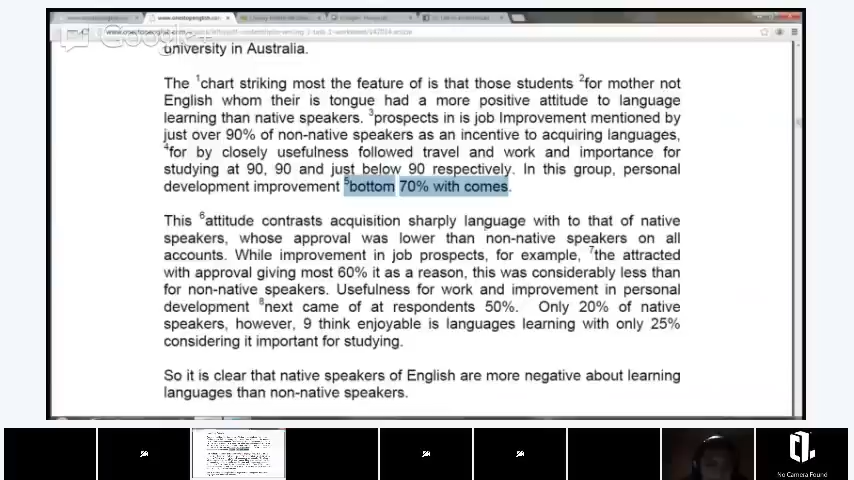 Google+
university in Australia.
The ¹chart striking most the feature of is that those students ²for mother not
English whom their is tongue had a more positive attitude to language
learning than native speakers. ³prospects in is job Improvement mentioned by
just over 90% of non-native speakers as an incentive to acquiring languages,
⁴for by closely usefulness followed travel and work and importance for
studying at 90, 90 and just below 90 respectively. In this group, personal
development improvement ⁵bottom 70% with comes.
This ⁶attitude contrasts acquisition sharply language with to that of native
speakers, whose approval was lower than non-native speakers on all
accounts. While improvement in job prospects, for example, ⁷the attracted
with approval giving most 60% it as a reason, this was considerably less than
for non-native speakers. Usefulness for work and improvement in personal
development ⁸next came of at respondents 50%. Only 20% of native
speakers, however, 9 think enjoyable is languages learning with only 25%
considering it important for studying.
So it is clear that native speakers of English are more negative about learning
languages than non-native speakers.
No Camera Found